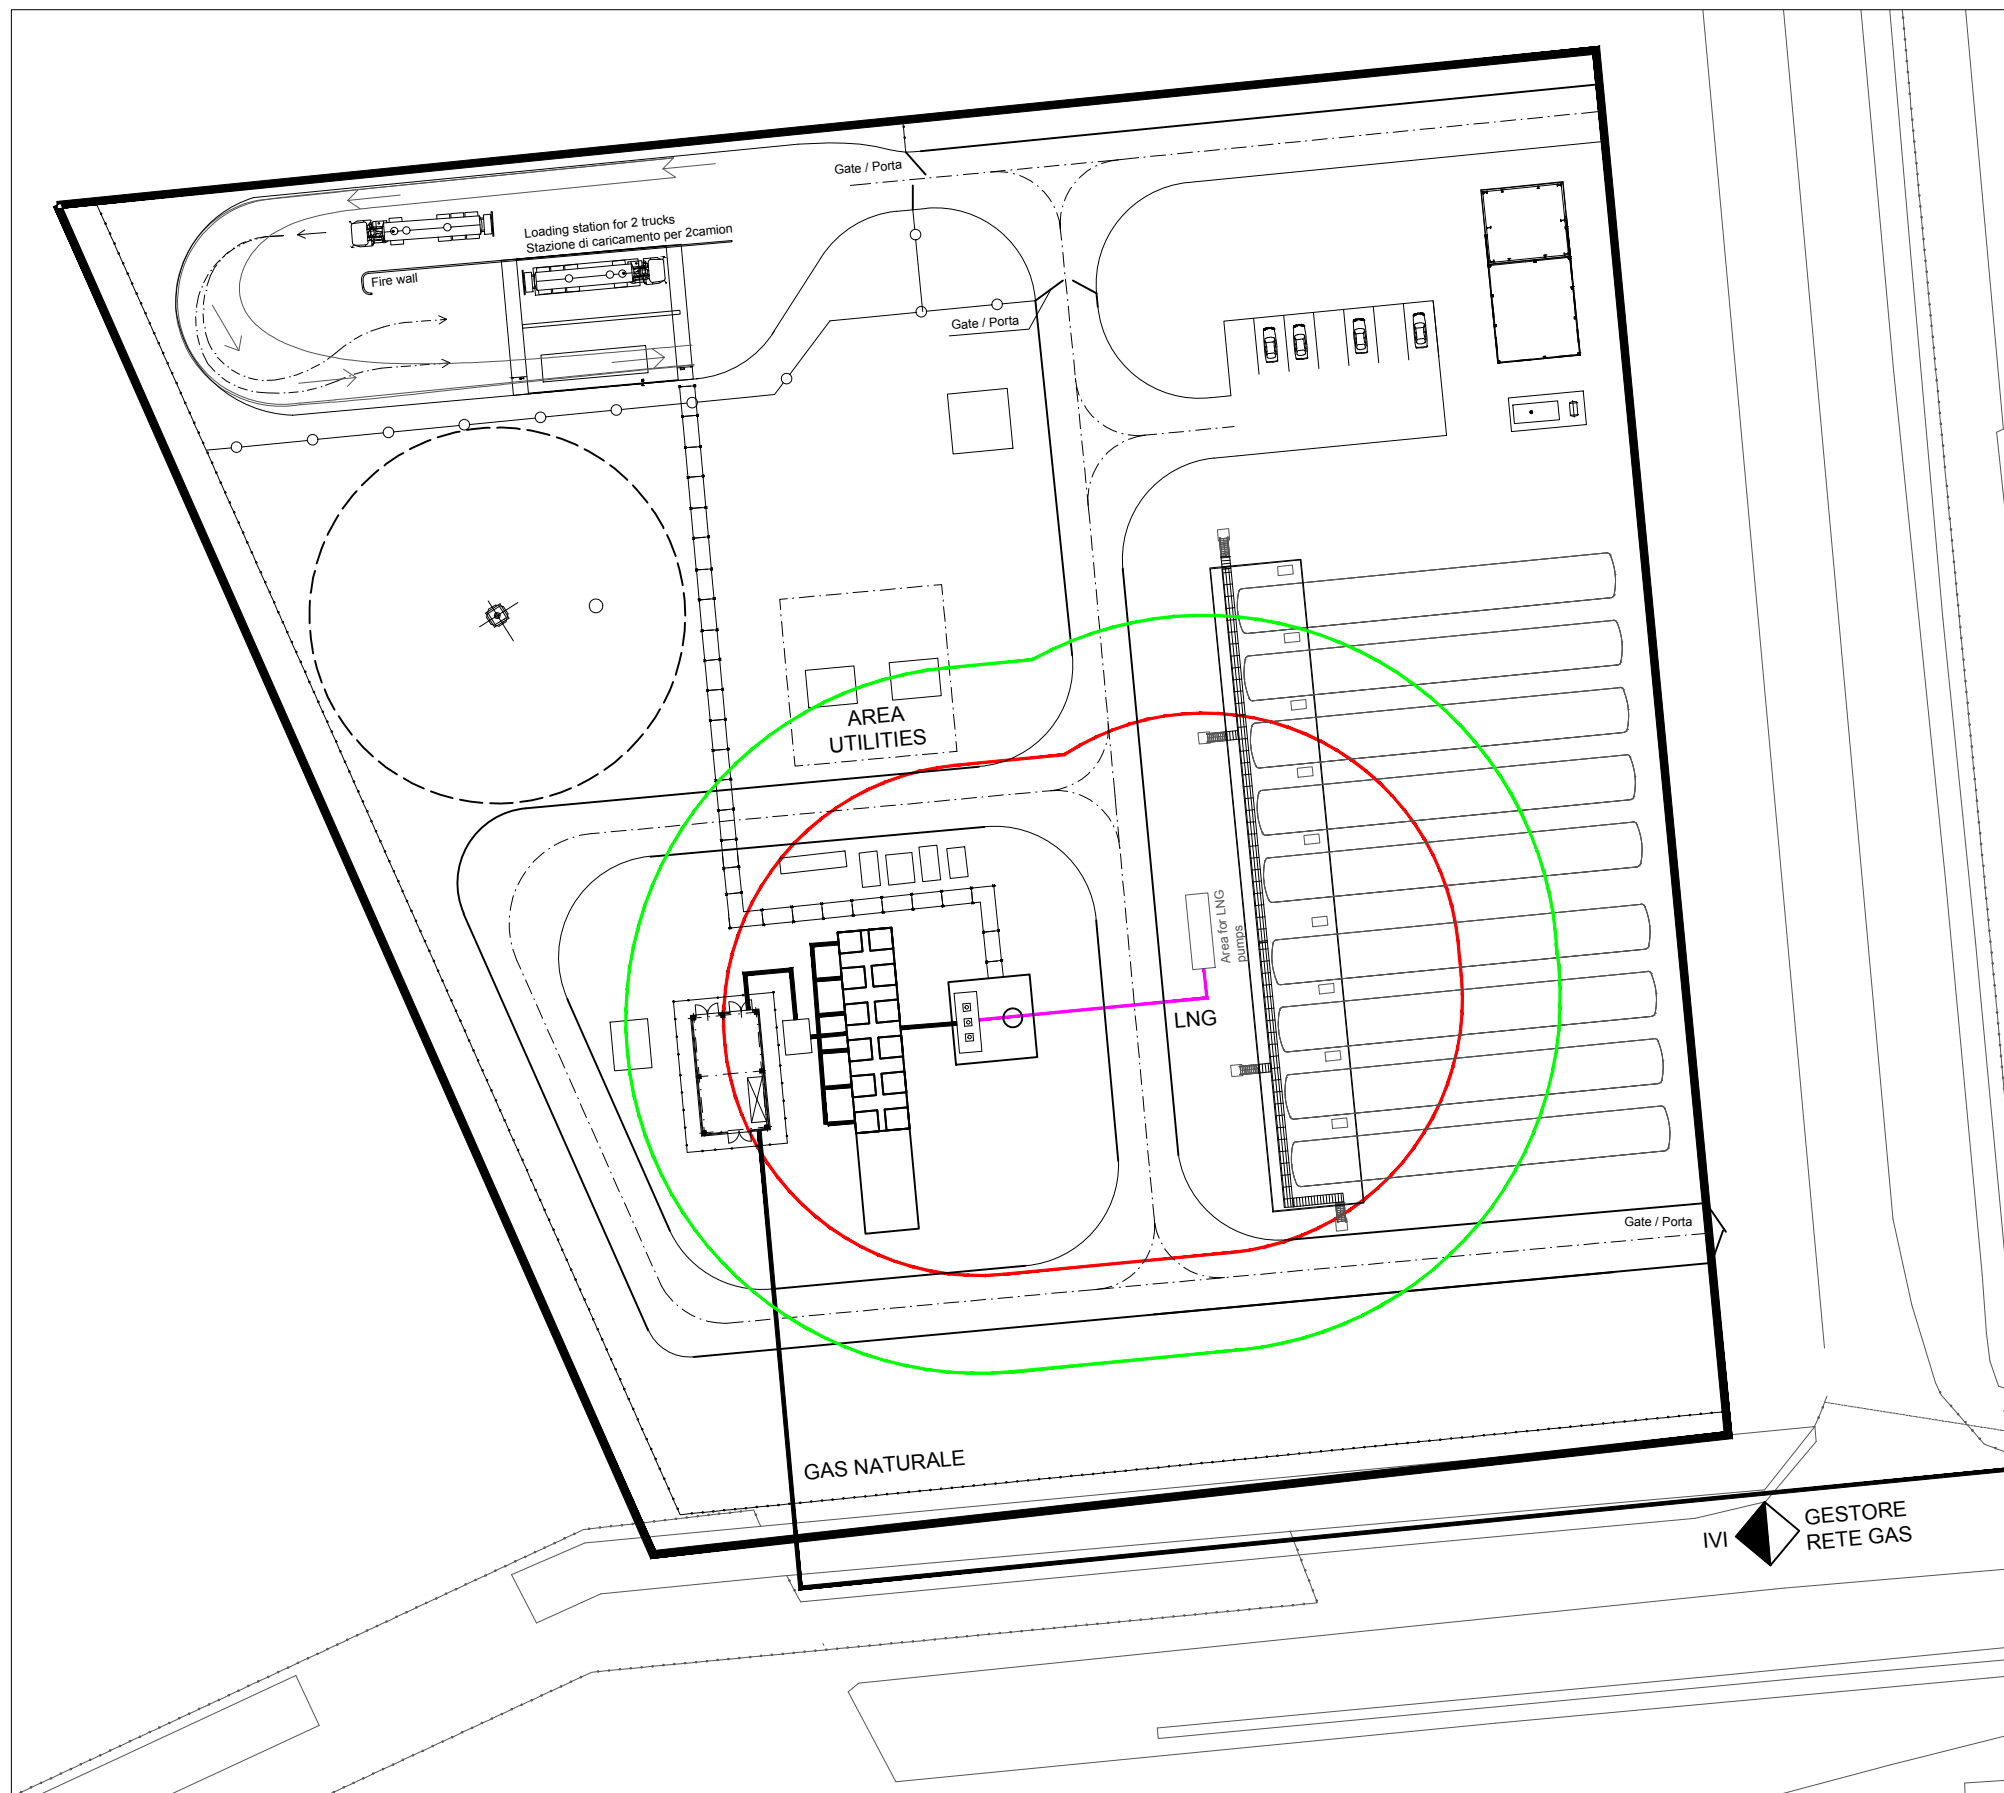 Gate / Porta
Loading station for 2 trucks
Stazione di caricamento per 2camion
Fire wall
Gate / Porta
AREA
UTILITIES
Area for LNG
pumps
LNG
Gate / Porta
GAS NATURALE
IVI
GESTORE
RETE GAS